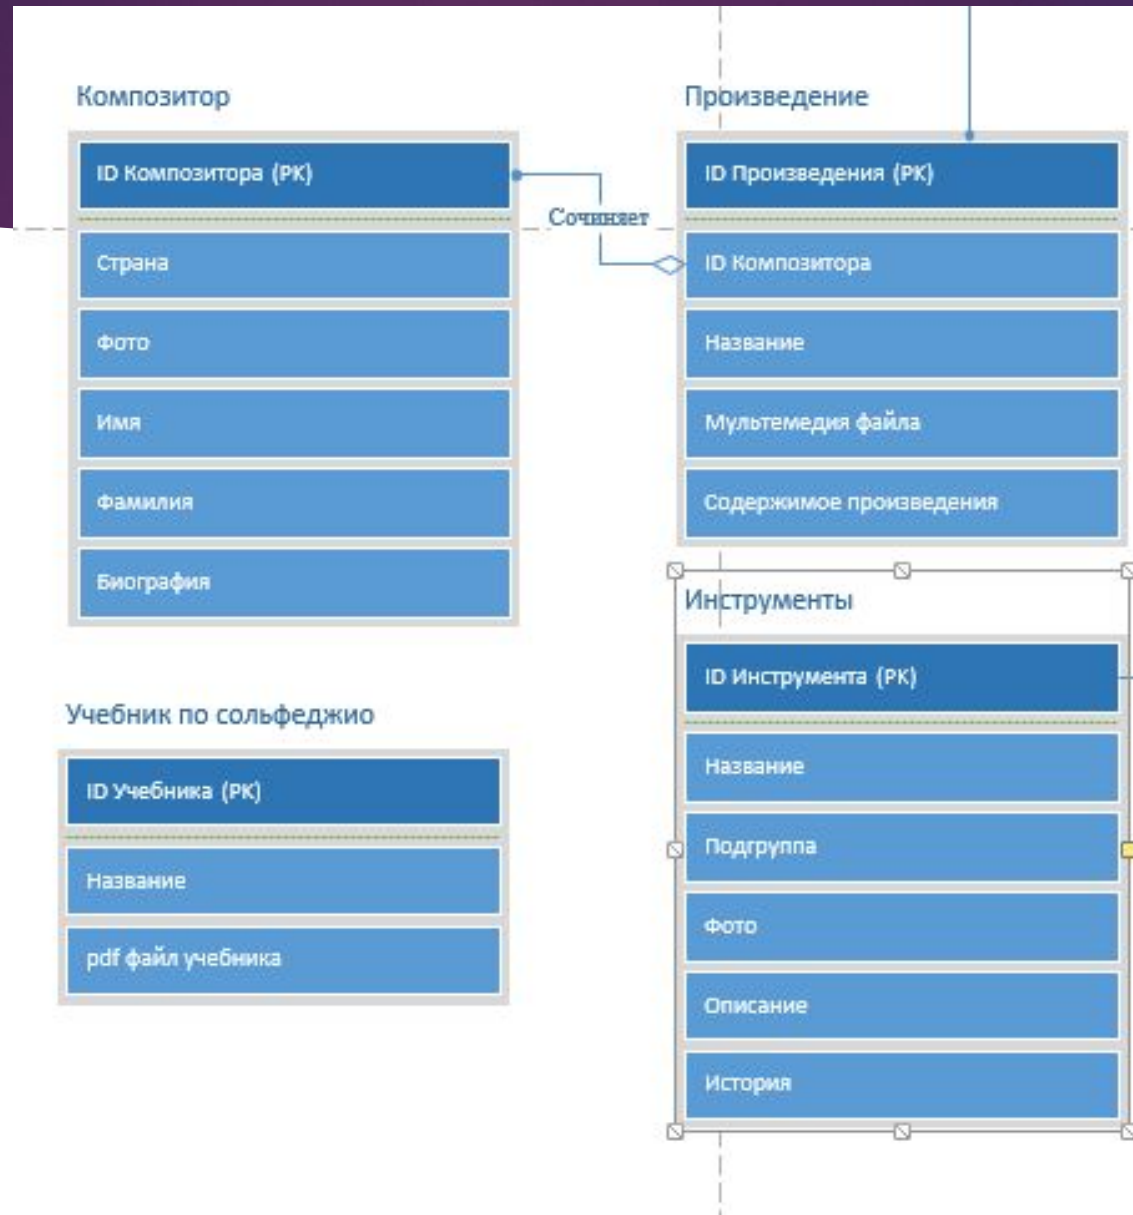 Композитор
ID Композитора (PK)
Страна
Фото
Имя
Фамилия
Биография
Сочиняет
Произведение
ID Произведения (PK)
ID Композитора
Название
Мультемедия файла
Содержимое произведения
Учебник по сольфеджио
ID Учебника (PK)
Название
pdf файл учебника
Инструменты
ID Инструмента (PK)
Название
Подгруппа
Фото
Описание
История